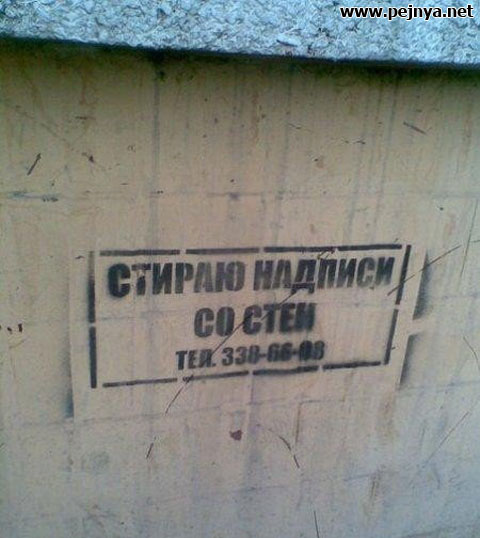 www.pejnya.net
СТИРАЮ НАДПИСИ
СО СТЕН
ТЕЛ. 338-66-08